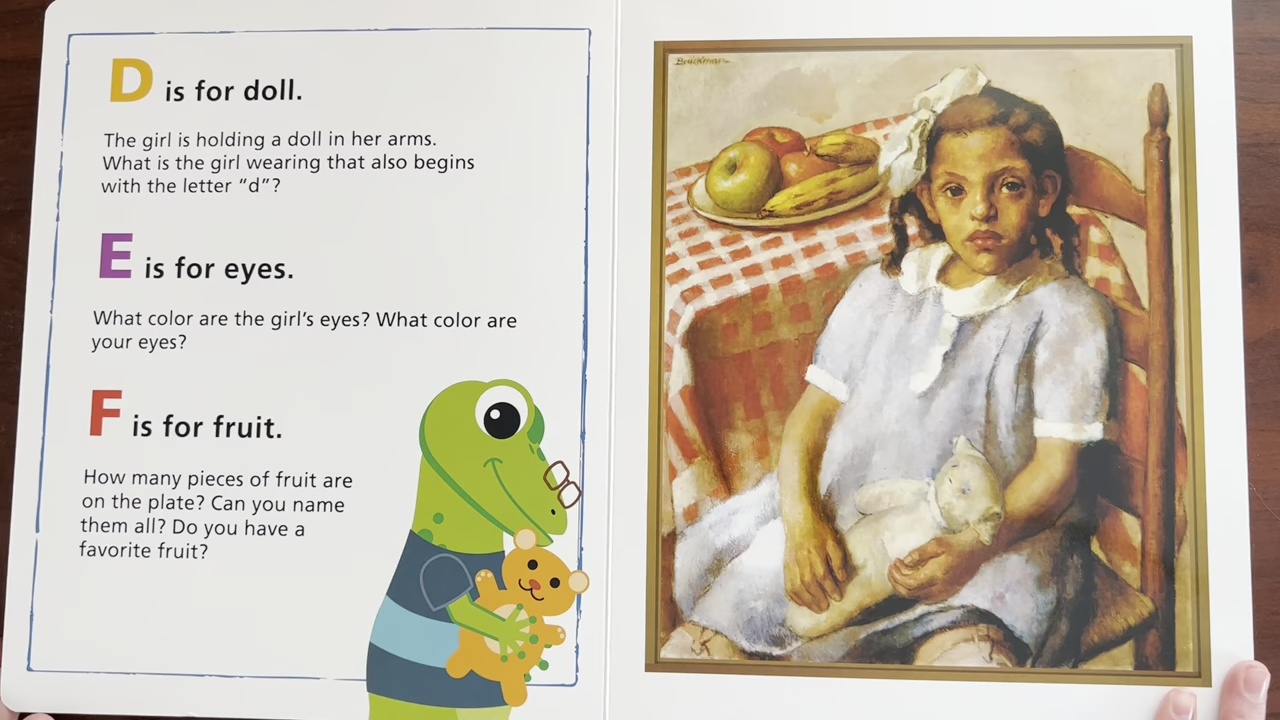 D is for doll.
The girl is holding a doll in her arms.
What is the girl wearing that also begins
with the letter “d”?
E is for eyes.
What color are the girl’s eyes? What color are
your eyes?
F is for fruit.
How many pieces of fruit are
on the plate? Can you name
them all? Do you have a
favorite fruit?